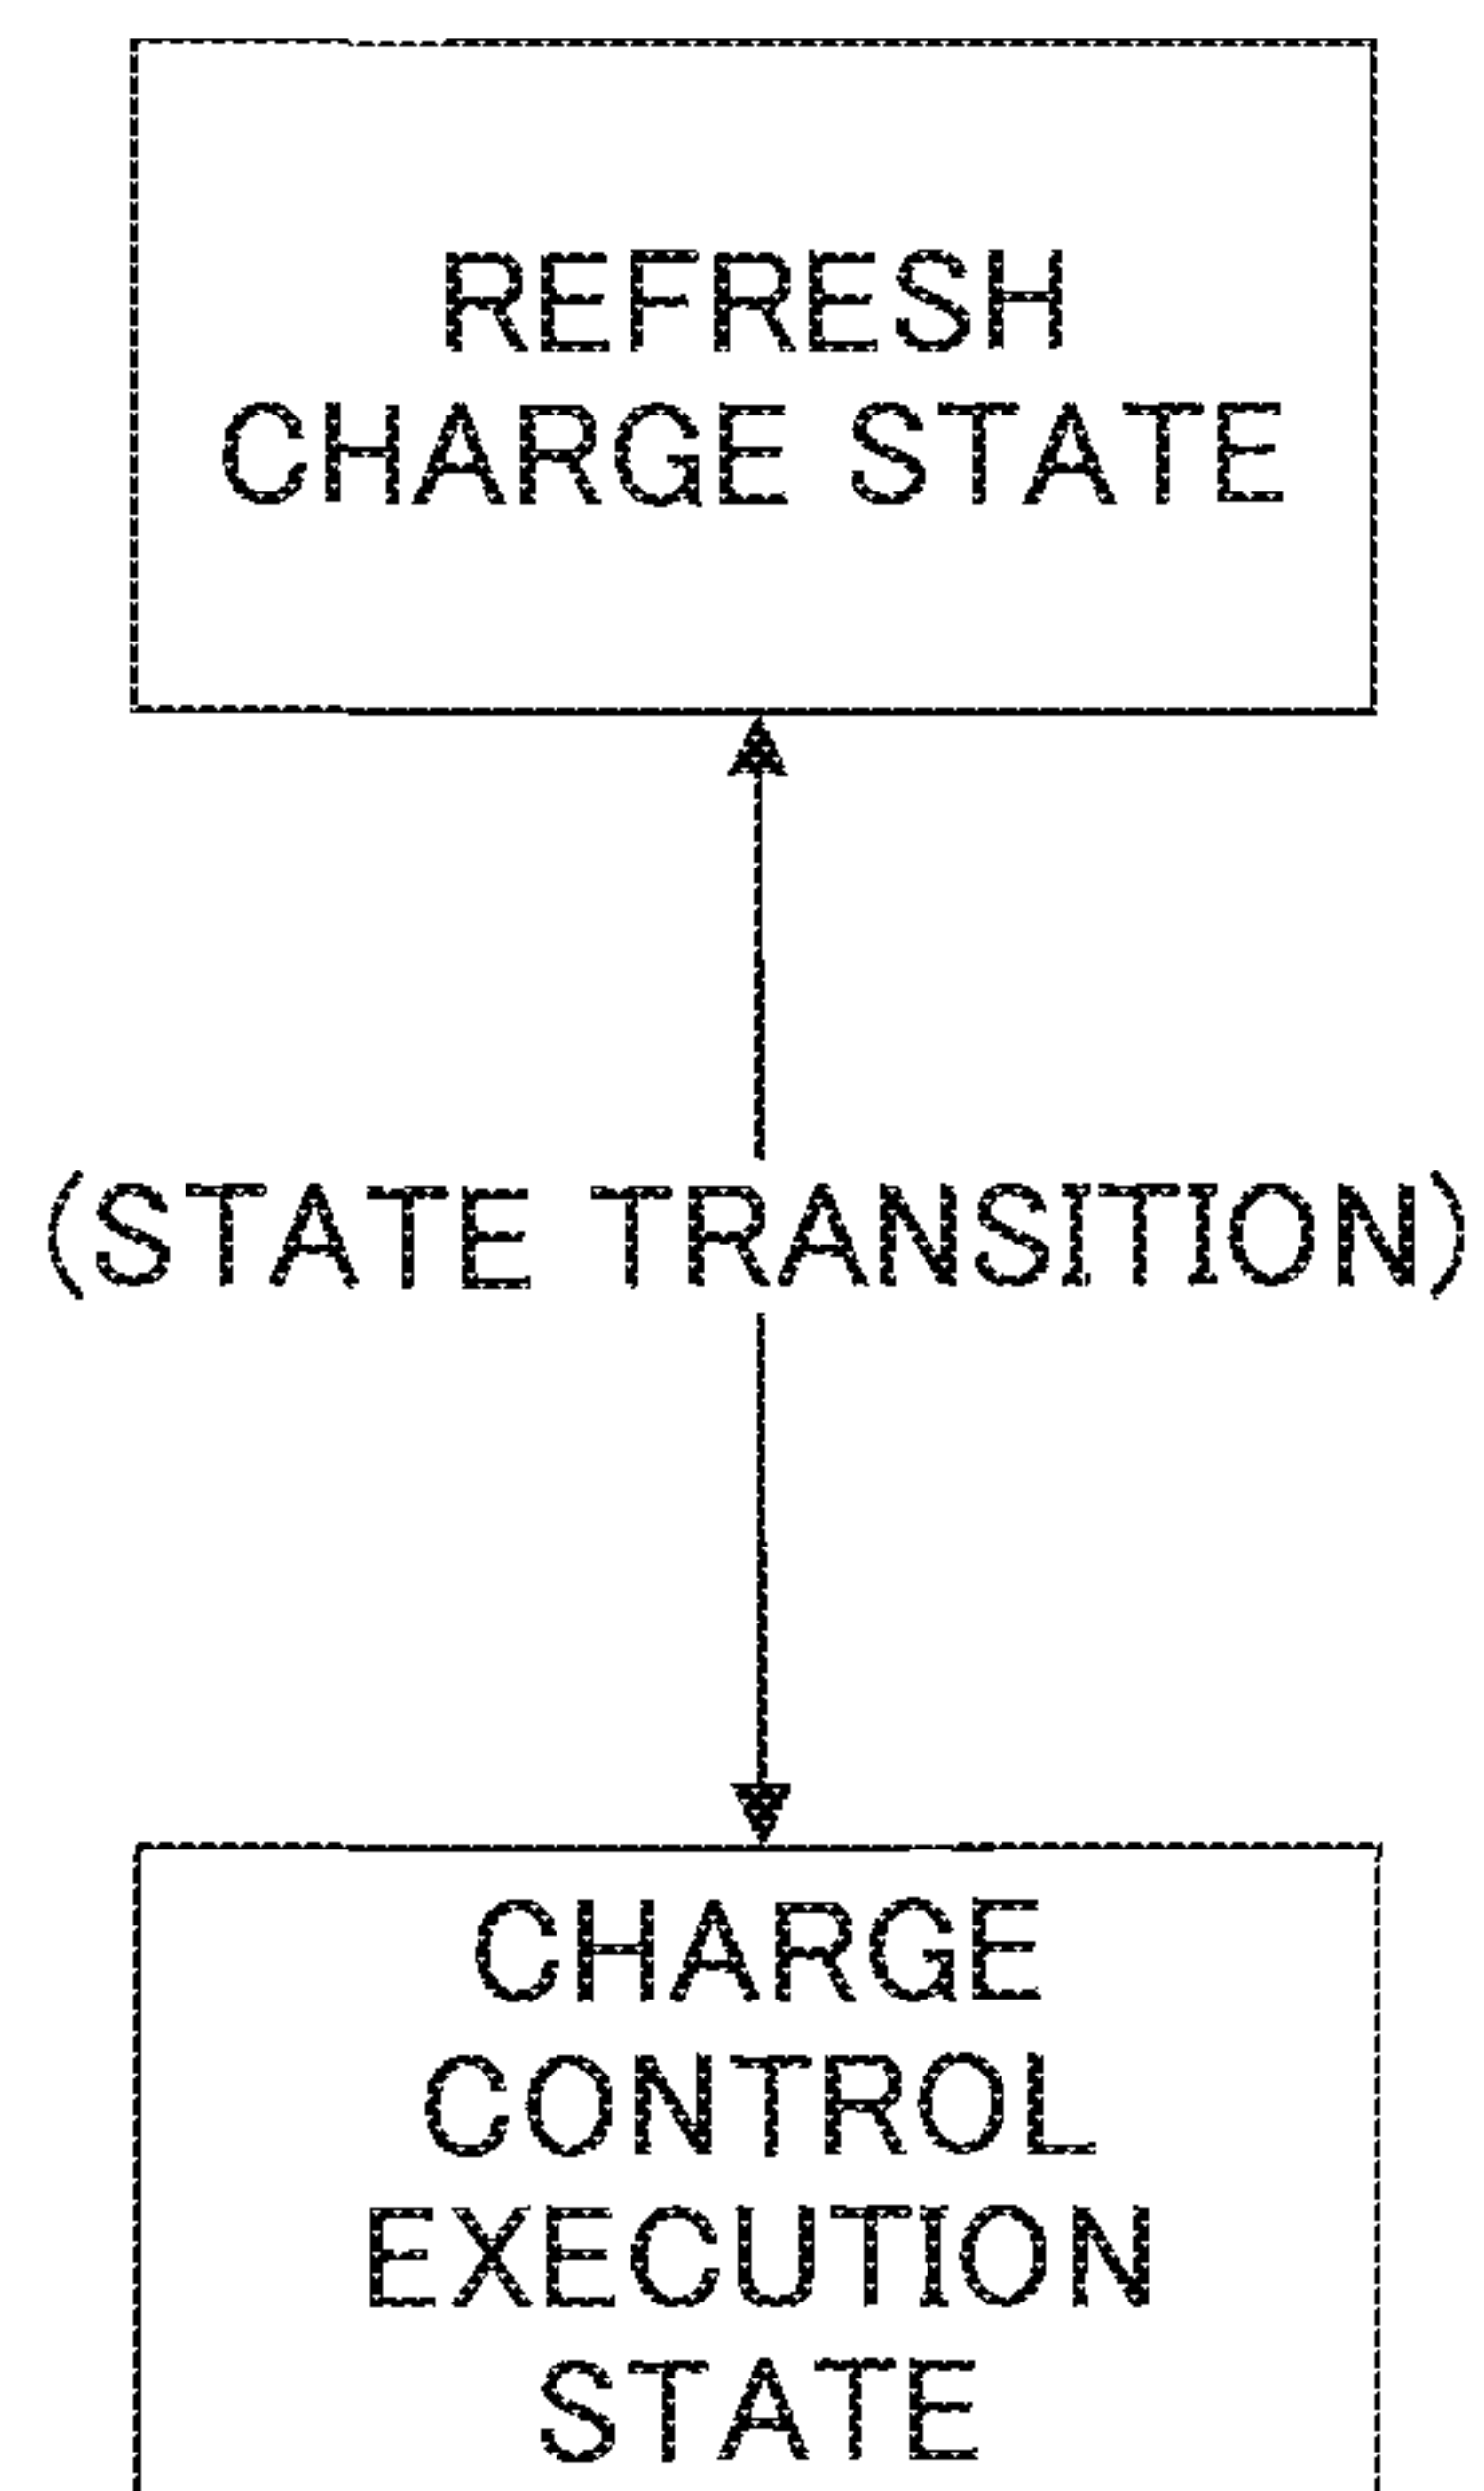 REFRESH
CHARGE STATE
(STATE TRANSITION)
CHARGE
CONTROL
EXECUTION
STATE